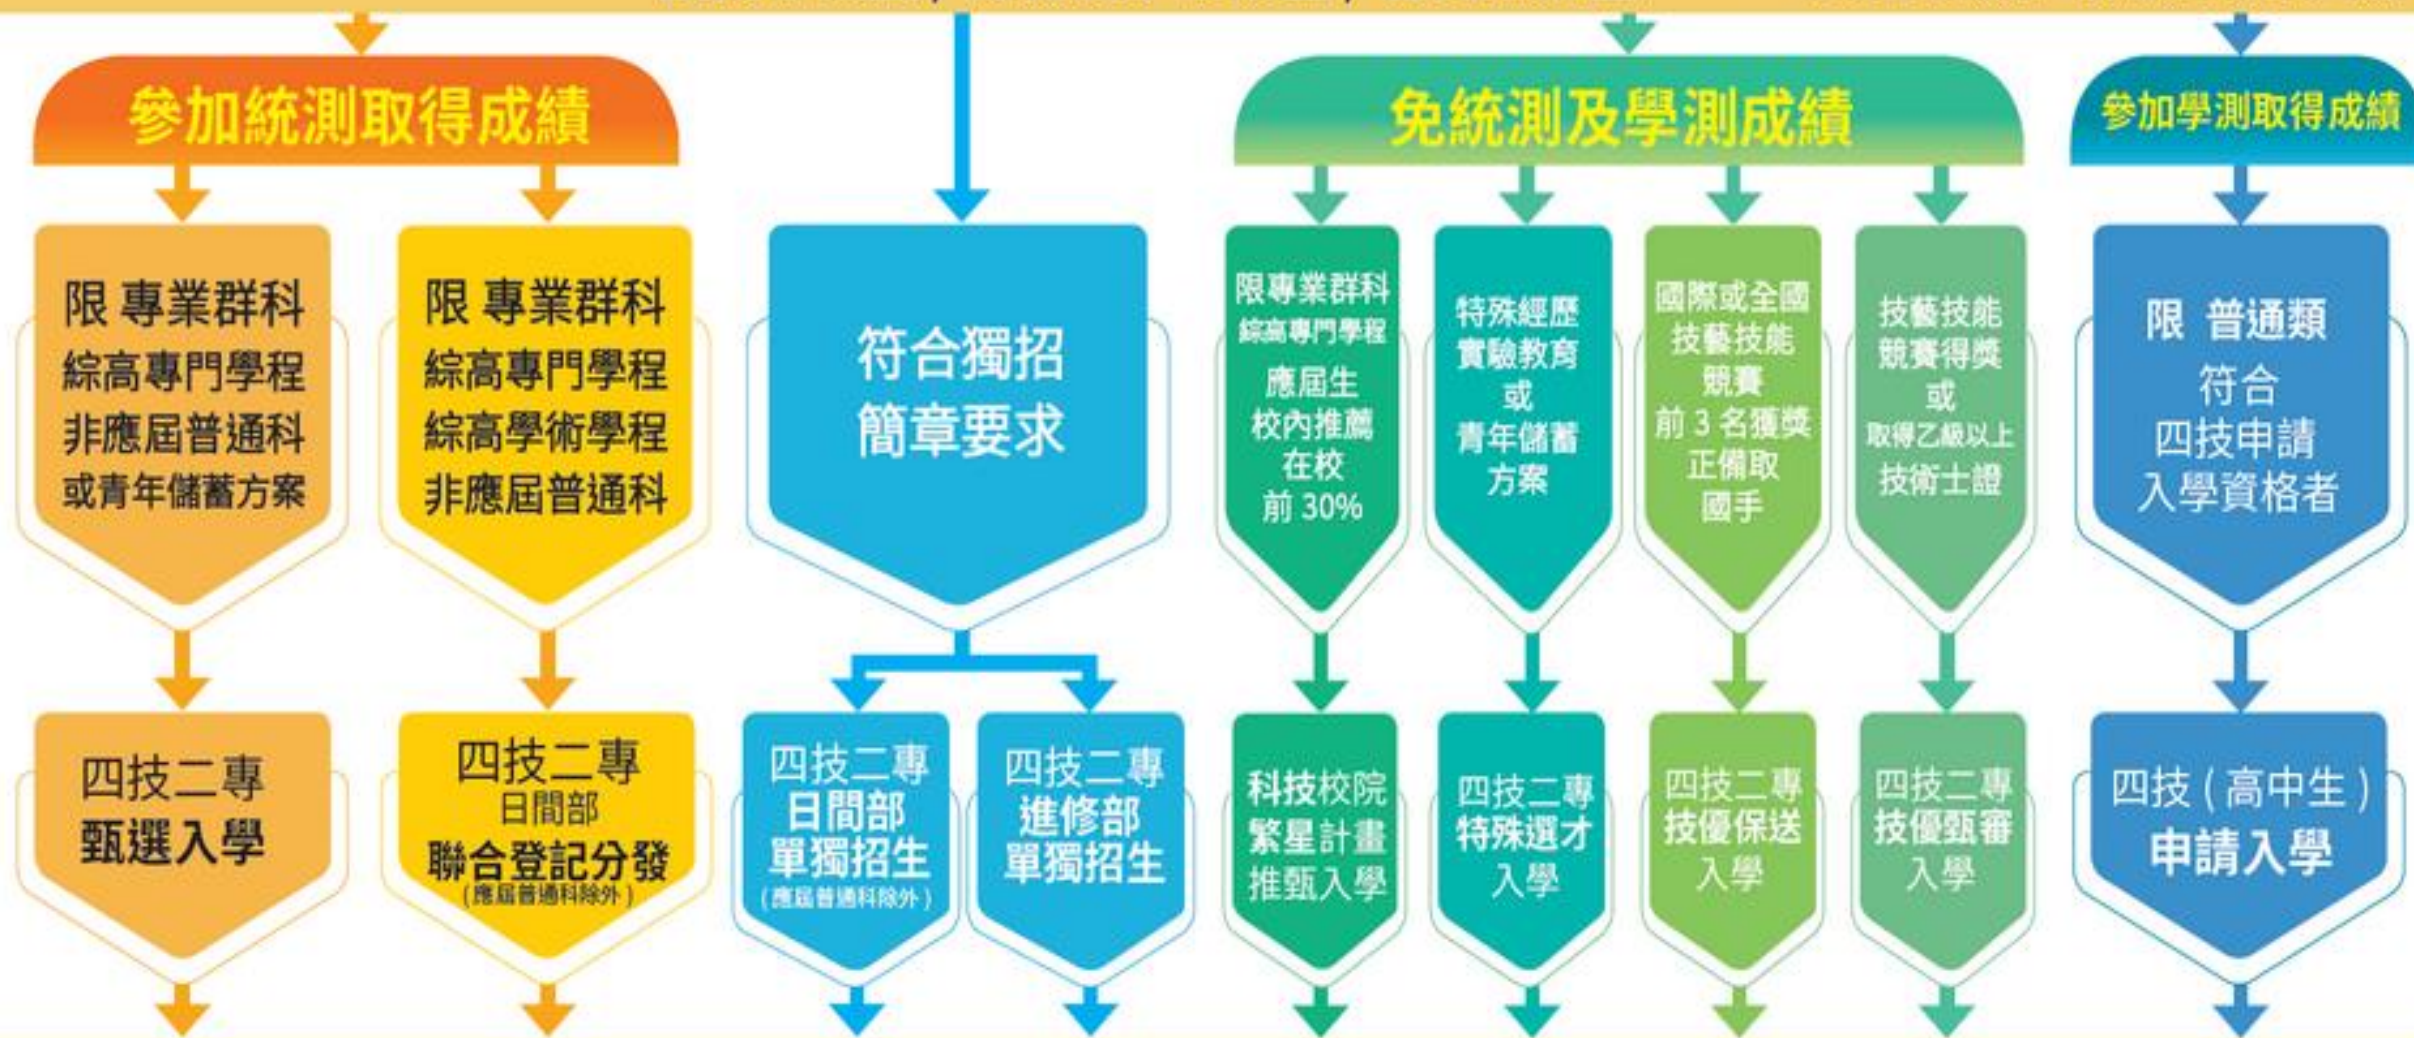 參加統測取得成績
限 專業群科
綜高專門學程
非應屆普通科
或青年儲蓄方案
四技二專
甄選入學
限 專業群科
綜高專門學程
綜高學術學程
非應屆普通科
四技二專
日間部
聯合登記分發
(應屆普通科除外)
符合獨招
簡章要求
四技二專
日間部
單獨招生
(應屆普通科除外)
四技二專
進修部
單獨招生
免統測及學測成績
限專業群科
綜高專門學程
應屆生
校內推薦
在校
前 30%
科技校院
繁星計畫
推甄入學
特殊經歷
實驗教育
或
青年儲蓄
方案
四技二專
特殊選才
入學
國際或全國
技藝技能
競賽
前 3 名獲獎
正備取
國手
四技二專
技優保送
入學
技藝技能
競賽得獎
或
取得乙級以上
技術士證
四技二專
技優甄審
入學
參加學測取得成績
限 普通類
符合
四技申請
入學資格者
四技 ( 高中生 )
申請入學